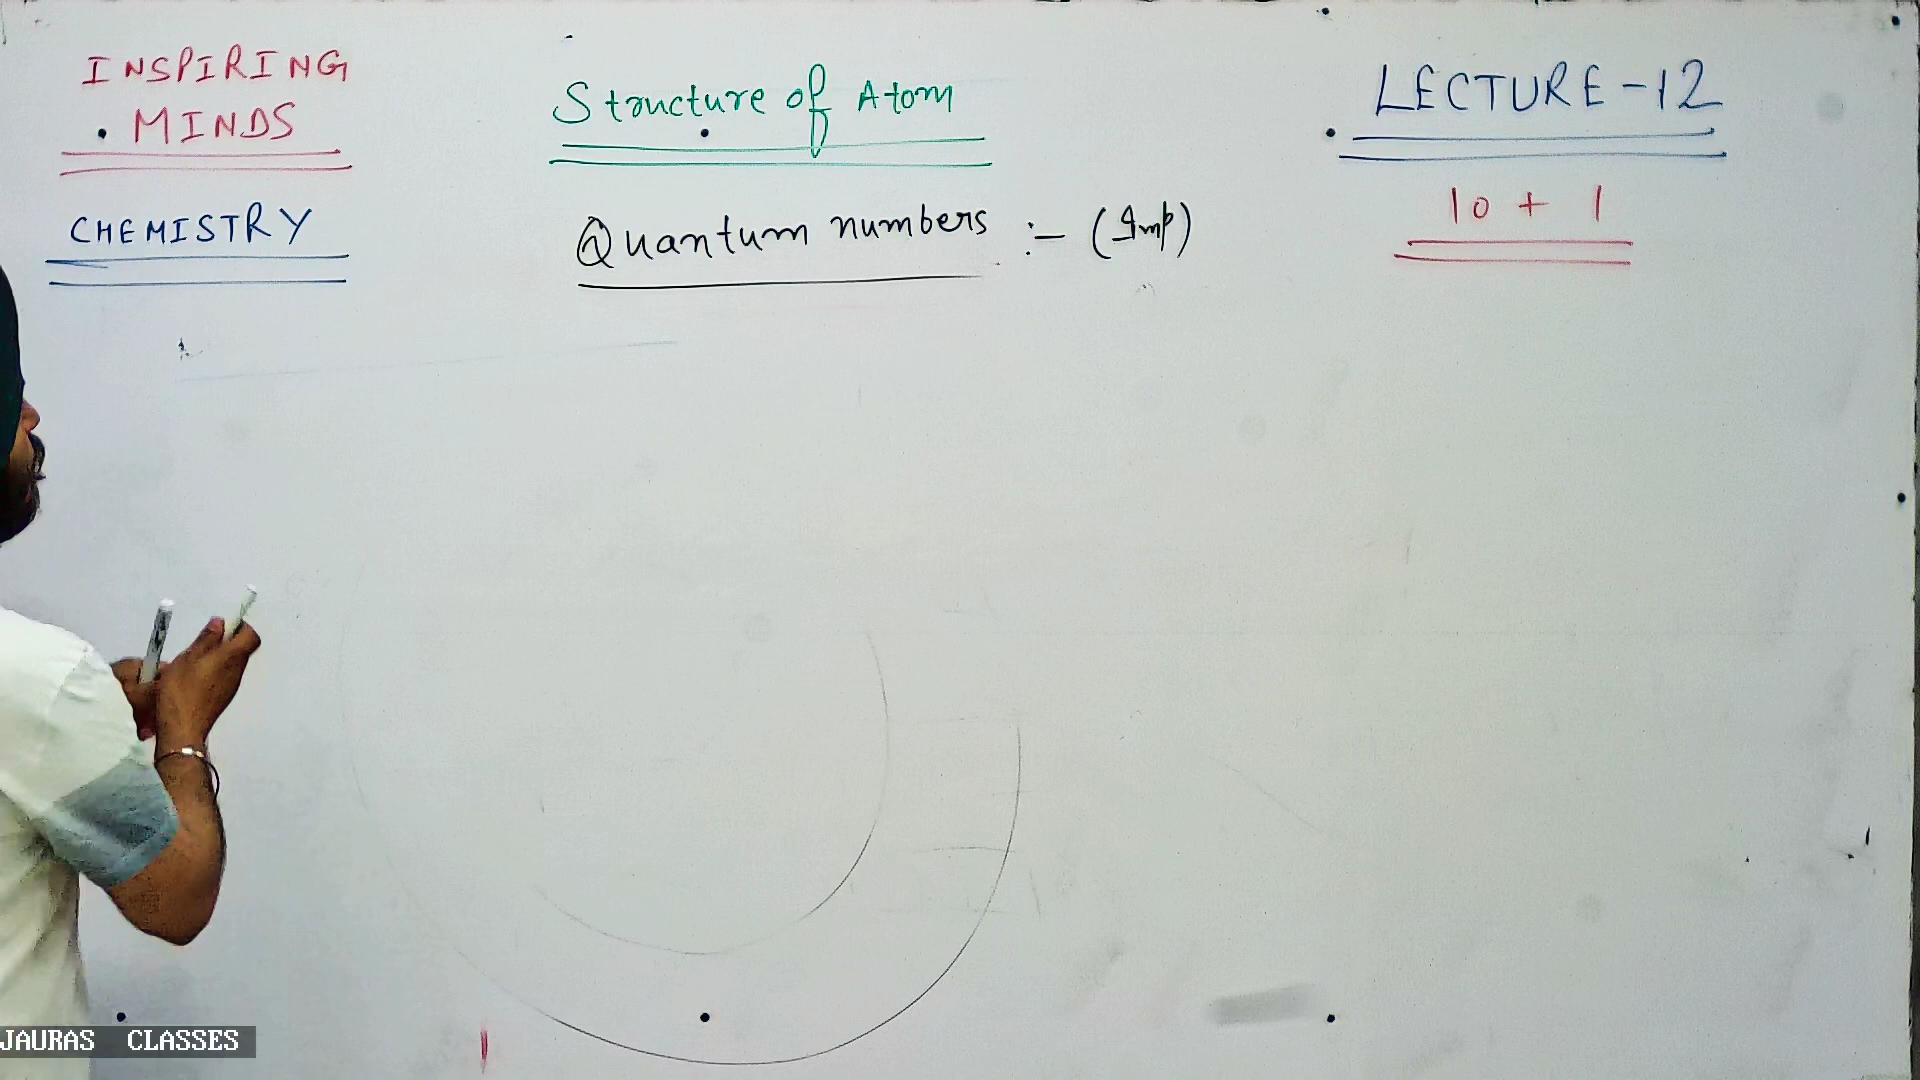 INSPIRING
MINDS
CHEMISTRY
Structure of Atom
Quantum numbers :- (Imp)
LECTURE-12
10 + 1
JAURAS CLASSES